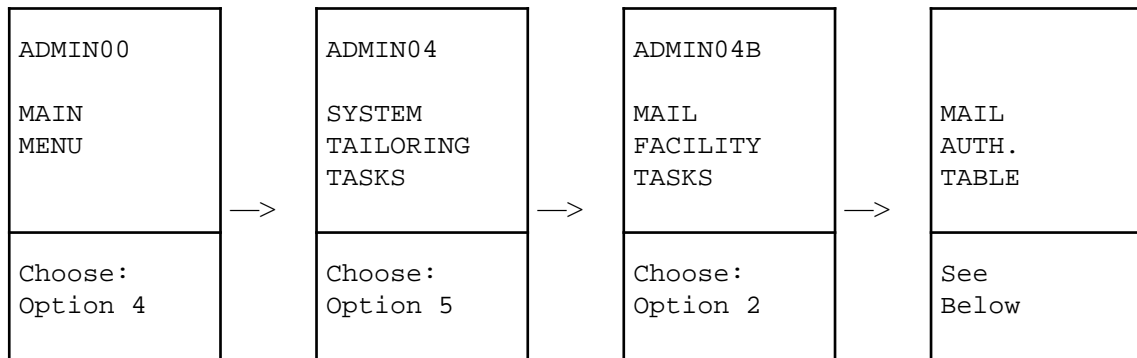 ADMIN00
MAIN
MENU
Choose:
Option 4
—>
ADMIN04
SYSTEM
TAILORING
TASKS
Choose:
Option 5
—>
ADMIN04B
MAIL
FACILITY
TASKS
Choose:
Option 2
—>
MAIL
AUTH.
TABLE
See
Below